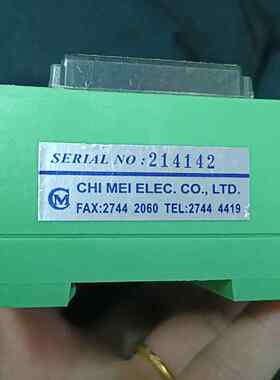 SERIAL NO: 214142
CHI MEI ELEC. CO., LTD.
FAX:2744 2060 TEL:2744 4419